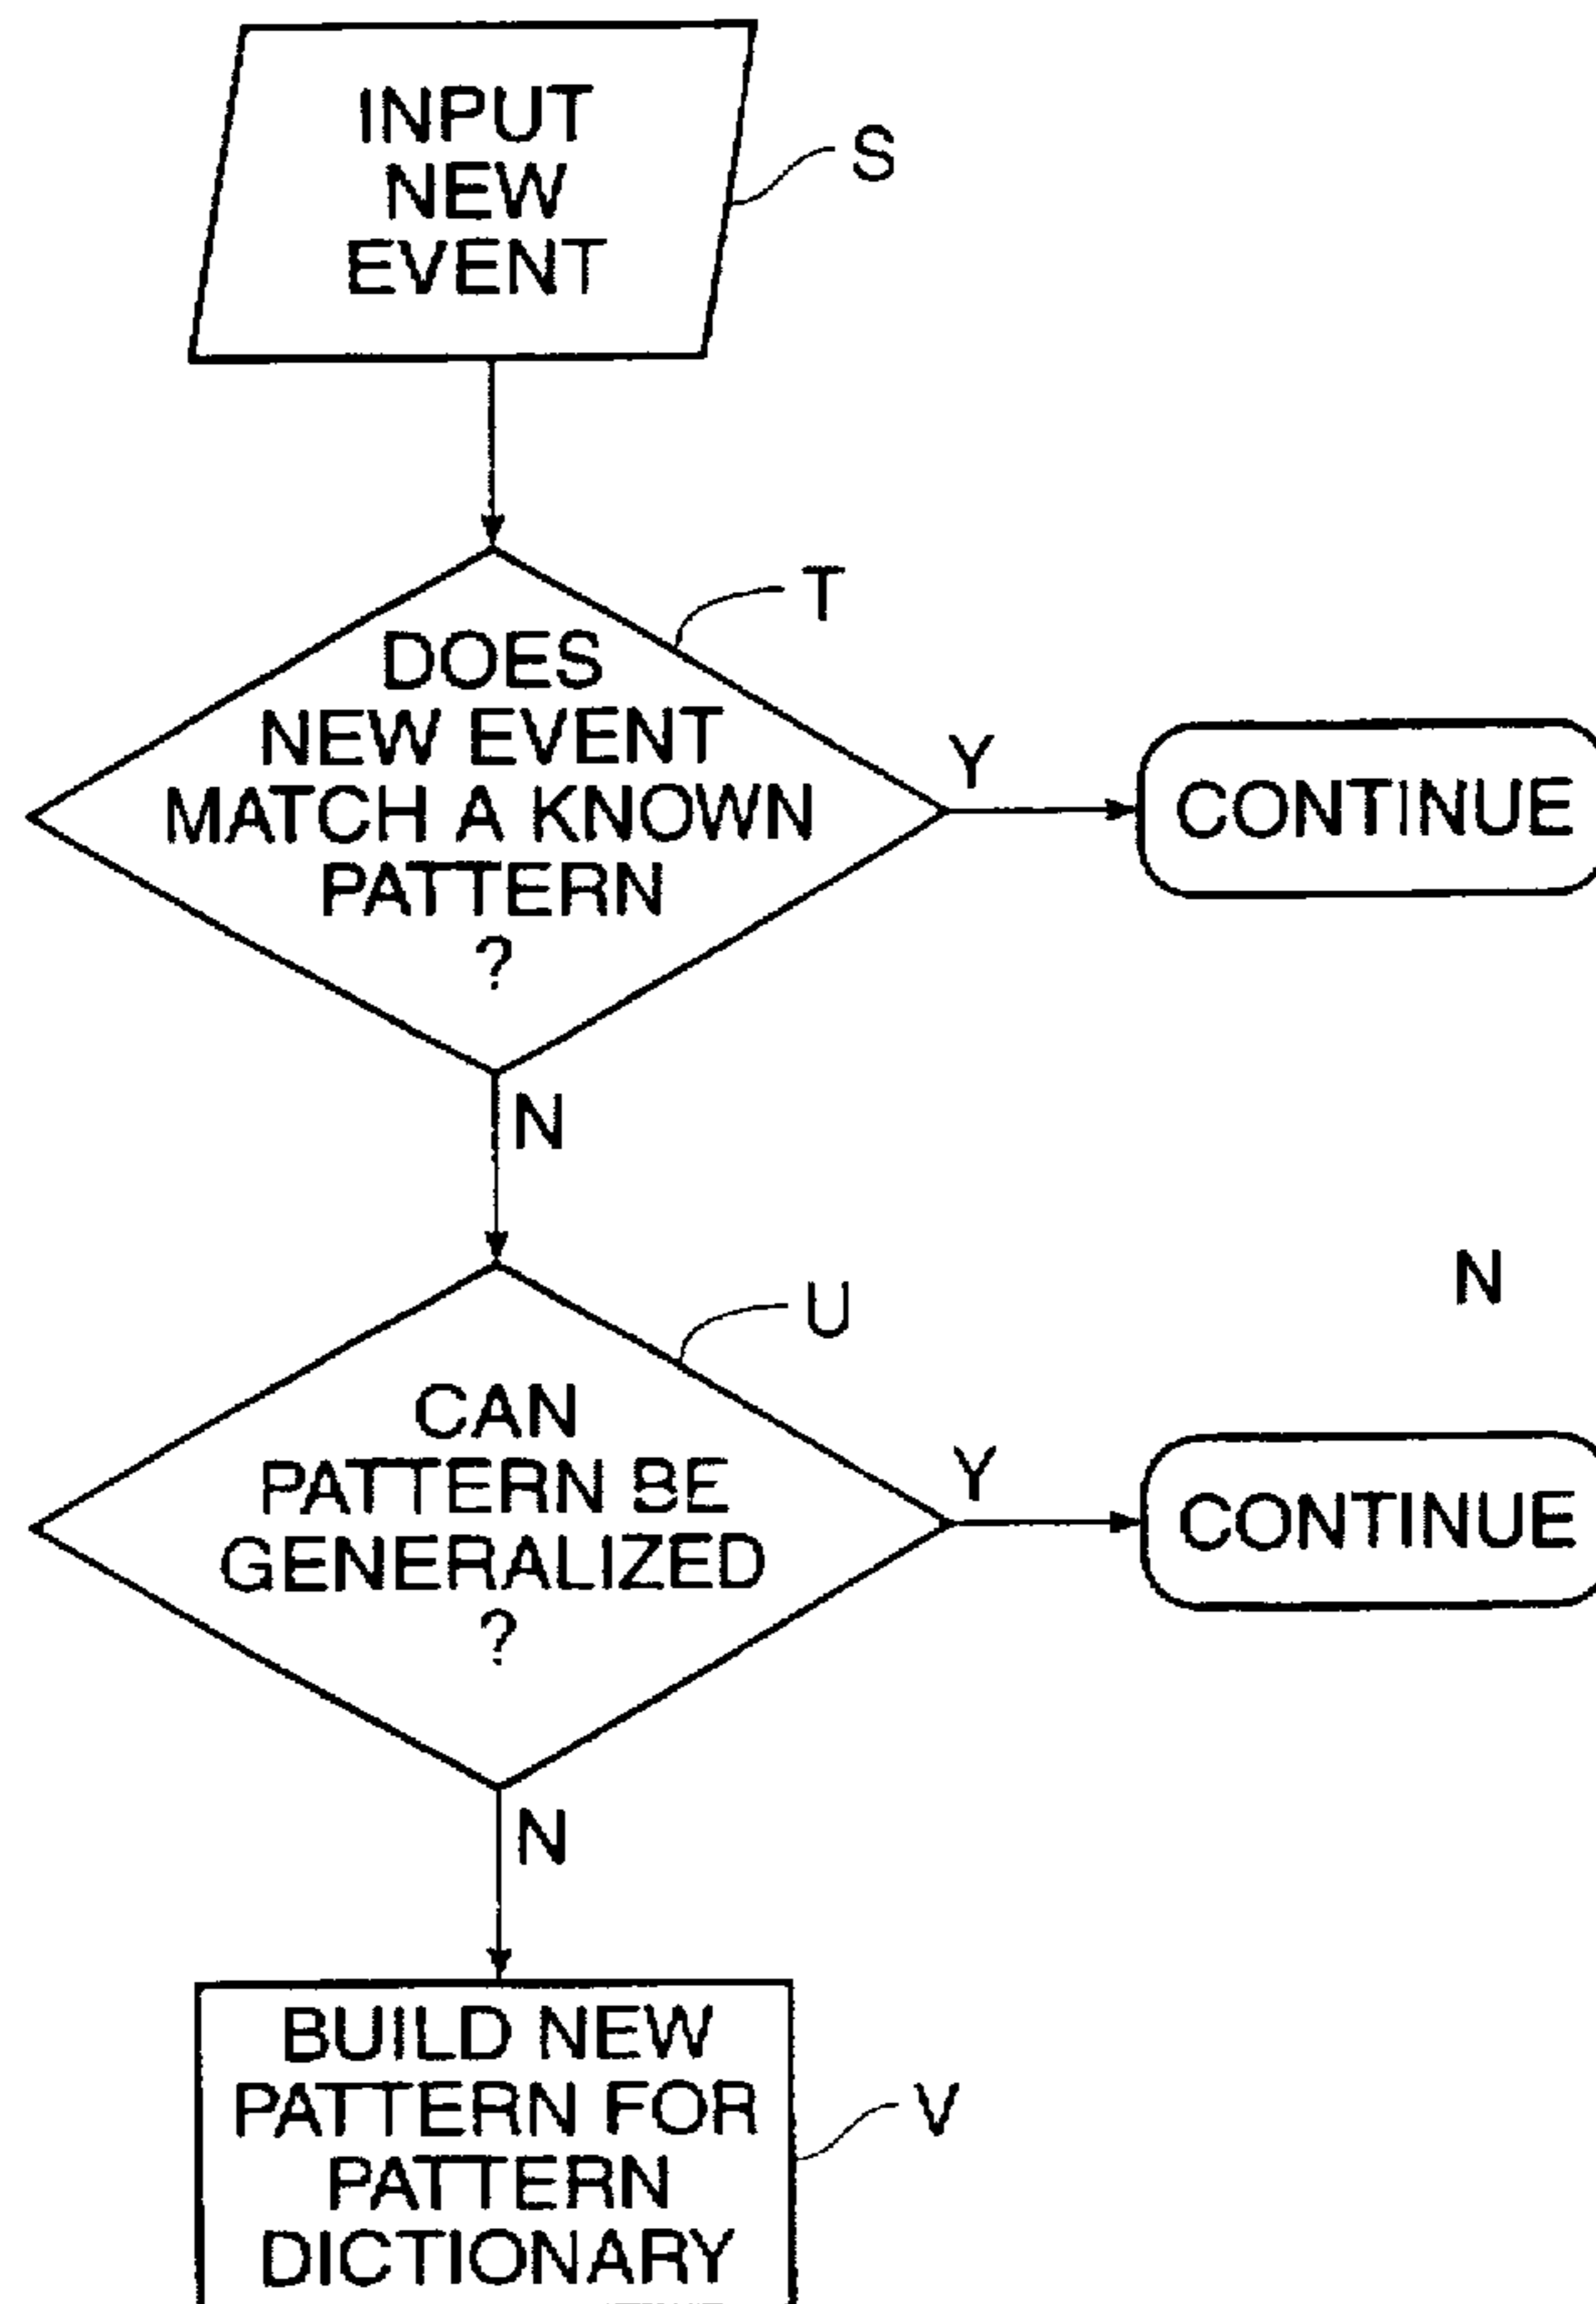 INPUT
NEW
EVENT
S
T
DOES
NEW EVENT
MATCH A KNOWN
PATTERN
?
Y
CONTINUE
N
N
U
CAN
PATTERN BE
GENERALIZED
?
Y
CONTINUE
N
BUILD NEW
PATTERN FOR
PATTERN
DICTIONARY
V